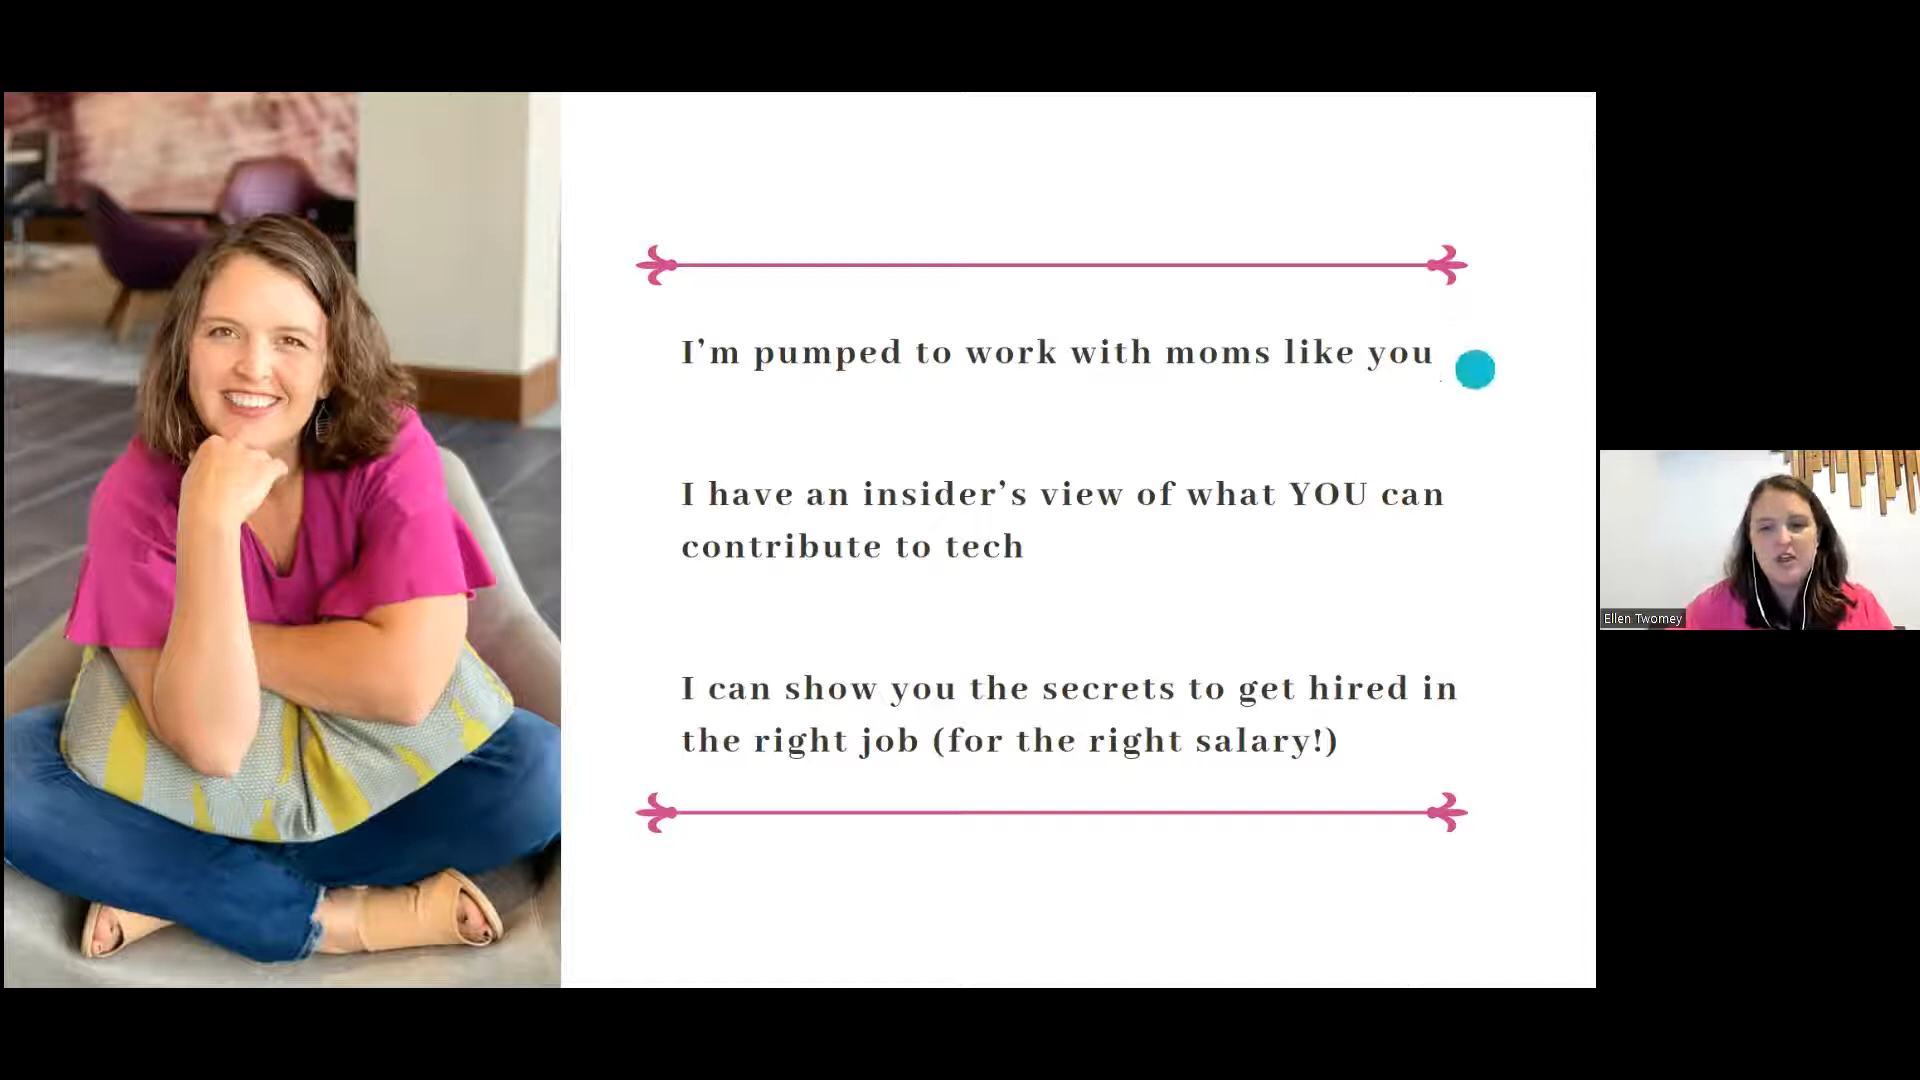 I'm pumped to work with moms like you
I have an insider's view of what YOU can
contribute to tech
I can show you the secrets to get hired in
the right job (for the right salary!)
Ellen Twomey